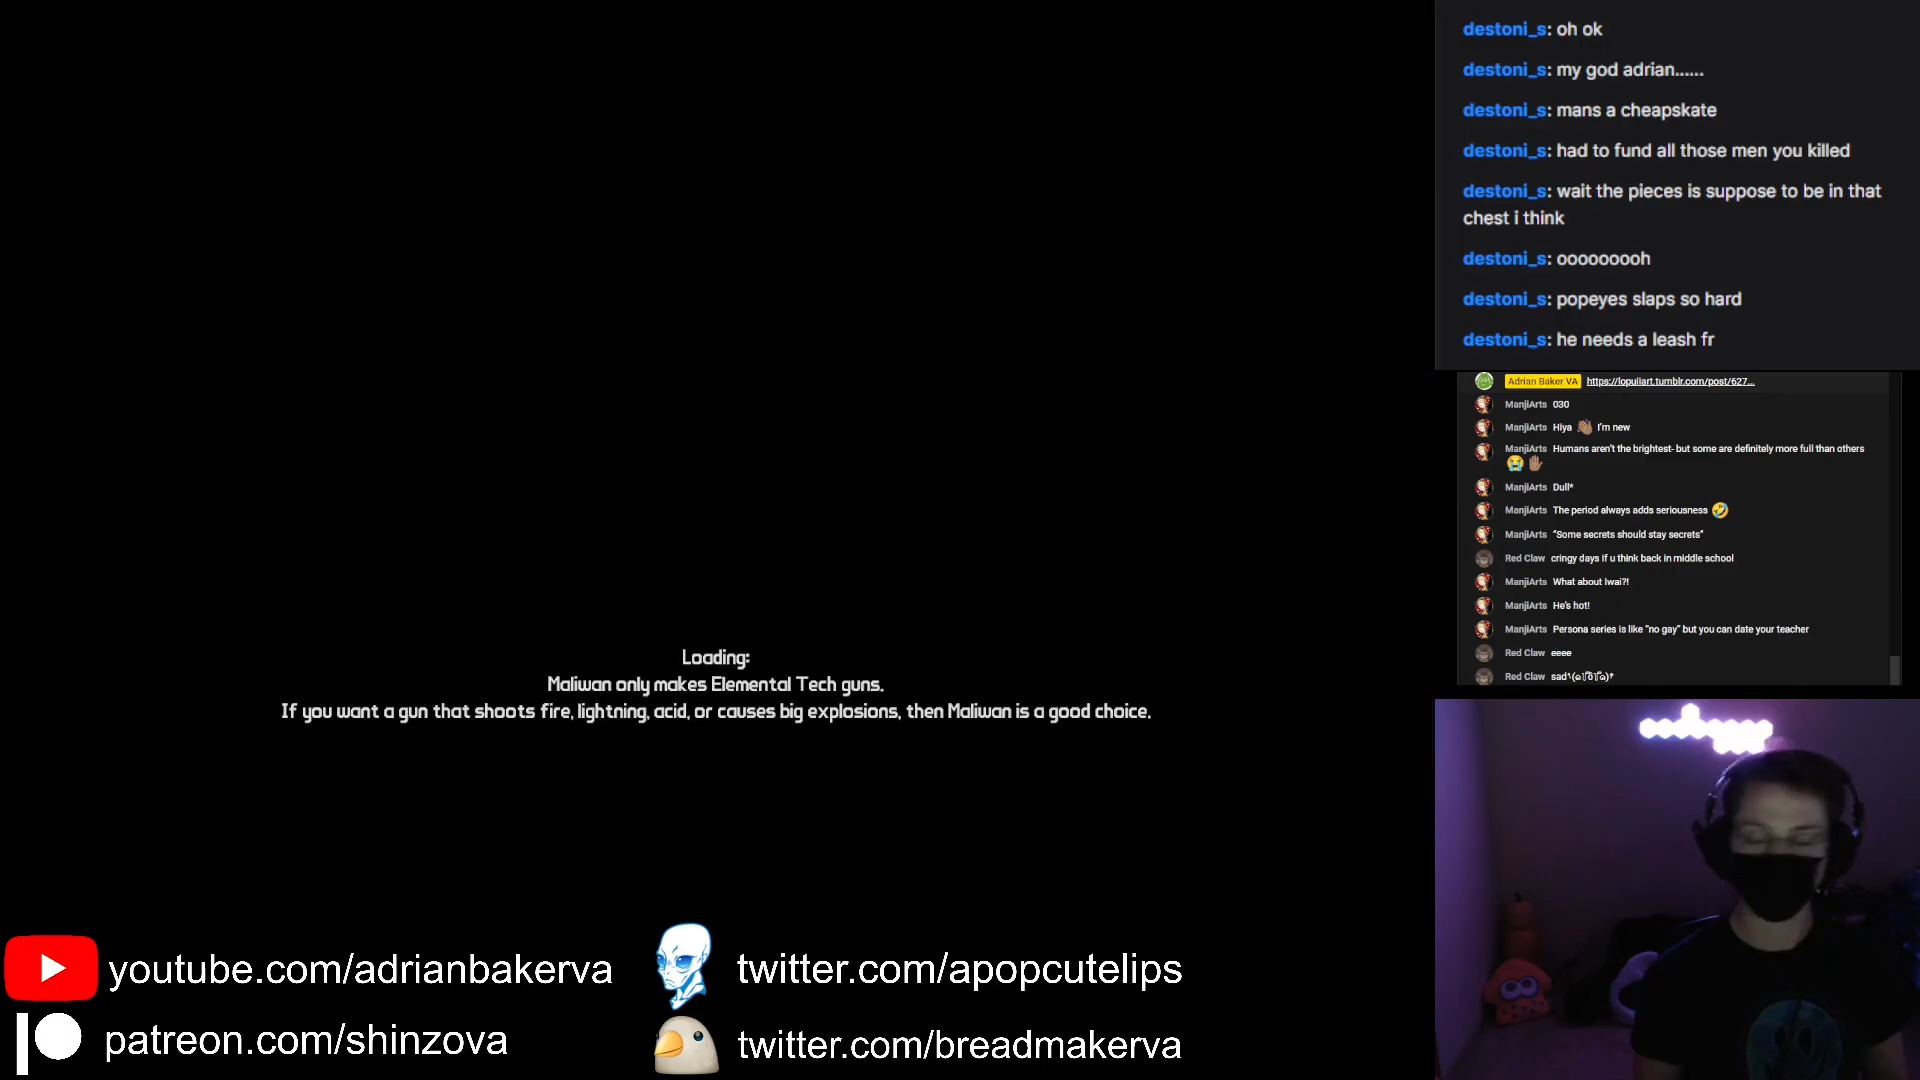 destoni_s: oh ok
destoni_s: my god adrian......
destoni_s: mans a cheapskate
destoni_s: had to fund all those men you killed
destoni_s: wait the pieces is suppose to be in that
chest i think
destoni_s: ooooooooh
destoni_s: popeyes slaps so hard
destoni_s: he needs a leash fr
Adrian Baker VA https://lopuliart.tumblr.com/post/627...
ManjiArts 030
ManjiArts Hiya 👋🏽 I'm new
ManjiArts Humans aren't the brightest- but some are definitely more full than others
😭✋🏽
ManjiArts Dull*
ManjiArts The period always adds seriousness 🤣
ManjiArts "Some secrets should stay secrets"
Red Claw cringy days if u think back in middle school
ManjiArts What about Iwai?!
ManjiArts He's hot!
ManjiArts Persona series is like "no gay" but you can date your teacher
Red Claw eeee
Red Claw sad
Loading:
Maliwan only makes Elemental Tech guns.
If you want a gun that shoots fire, lightning, acid, or causes big explosions, then Maliwan is a good choice.
youtube.com/adrianbakerva
twitter.com/apopcutelips
patreon.com/shinzova
twitter.com/breadmakerva